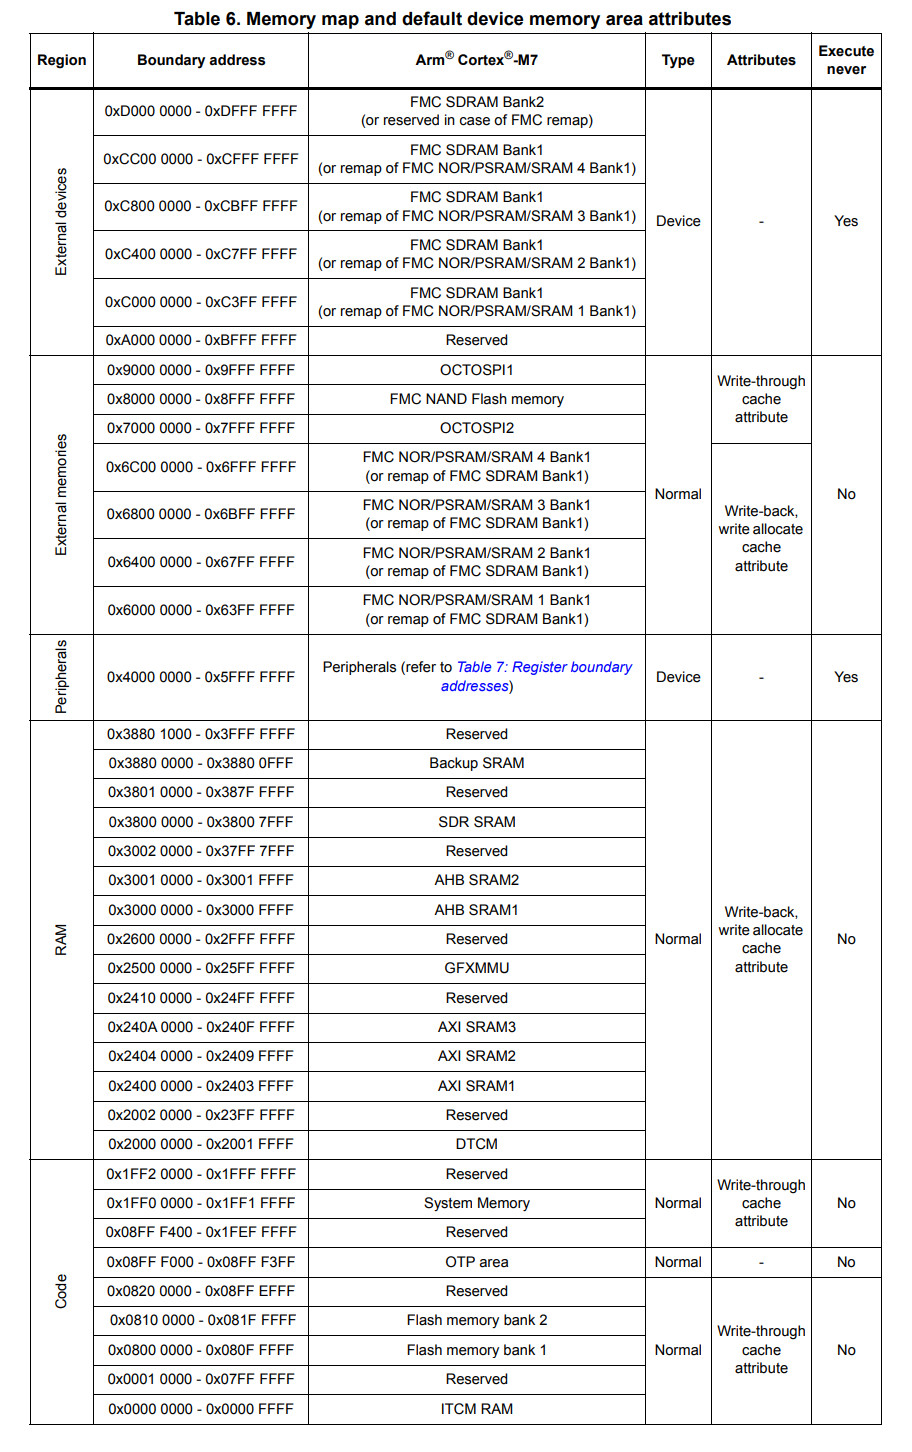 Table 6. Memory map and default device memory area attributes
Region Boundary address Arm® Cortex®-M7 Type Attributes Execute never
External devices
0xD000 0000 - 0xDFFF FFFF
FMC SDRAM Bank2
(or reserved in case of FMC remap)
0xCC00 0000 - 0xCFFF FFFF
FMC SDRAM Bank1
(or remap of FMC NOR/PSRAM/SRAM 4 Bank1)
0xC800 0000 - 0xCBFF FFFF
FMC SDRAM Bank1
(or remap of FMC NOR/PSRAM/SRAM 3 Bank1)
0xC400 0000 - 0xC7FF FFFF
FMC SDRAM Bank1
(or remap of FMC NOR/PSRAM/SRAM 2 Bank1)
0xC000 0000 - 0xC3FF FFFF
FMC SDRAM Bank1
(or remap of FMC NOR/PSRAM/SRAM 1 Bank1)
0xA000 0000 - 0xBFFF FFFF Reserved
Device - Yes
External memories
0x9000 0000 - 0x9FFF FFFF OCTOSPI1
0x8000 0000 - 0x8FFF FFFF FMC NAND Flash memory
0x7000 0000 - 0x7FFF FFFF OCTOSPI2
0x6C00 0000 - 0x6FFF FFFF
FMC NOR/PSRAM/SRAM 4 Bank1
(or remap of FMC SDRAM Bank1)
0x6800 0000 - 0x6BFF FFFF
FMC NOR/PSRAM/SRAM 3 Bank1
(or remap of FMC SDRAM Bank1)
0x6400 0000 - 0x67FF FFFF
FMC NOR/PSRAM/SRAM 2 Bank1
(or remap of FMC SDRAM Bank1)
0x6000 0000 - 0x63FF FFFF
FMC NOR/PSRAM/SRAM 1 Bank1
(or remap of FMC SDRAM Bank1)
Normal
Write-through
cache
attribute
Write-back,
write allocate
cache
attribute
No
Peripherals
0x4000 0000 - 0x5FFF FFFF
Peripherals (refer to Table 7: Register boundary
addresses)
Device - Yes
RAM
0x3880 1000 - 0x3FFF FFFF Reserved
0x3880 0000 - 0x3880 0FFF Backup SRAM
0x3801 0000 - 0x387F FFFF Reserved
0x3800 0000 - 0x3800 7FFF SDR SRAM
0x3002 0000 - 0x37FF 7FFF Reserved
0x3001 0000 - 0x3001 FFFF AHB SRAM2
0x3000 0000 - 0x3000 FFFF AHB SRAM1
0x2600 0000 - 0x2FFF FFFF Reserved
0x2500 0000 - 0x25FF FFFF GFXMMU
0x2410 0000 - 0x24FF FFFF Reserved
0x240A 0000 - 0x240F FFFF AXI SRAM3
0x2404 0000 - 0x2409 FFFF AXI SRAM2
0x2400 0000 - 0x2403 FFFF AXI SRAM1
0x2002 0000 - 0x23FF FFFF Reserved
0x2000 0000 - 0x2001 FFFF DTCM
Normal
Write-back,
write allocate
cache
attribute
No
Code
0x1FF2 0000 - 0x1FFF FFFF Reserved
0x1FF0 0000 - 0x1FF1 FFFF System Memory
0x08FF F400 - 0x1FEF FFFF Reserved
Normal
Write-through
cache
attribute
No
0x08FF F000 - 0x08FF F3FF OTP area Normal - No
0x0820 0000 - 0x08FF EFFF Reserved
0x0810 0000 - 0x081F FFFF Flash memory bank 2
0x0800 0000 - 0x080F FFFF Flash memory bank 1
0x0001 0000 - 0x07FF FFFF Reserved
0x0000 0000 - 0x0000 FFFF ITCM RAM
Normal
Write-through
cache
attribute
No